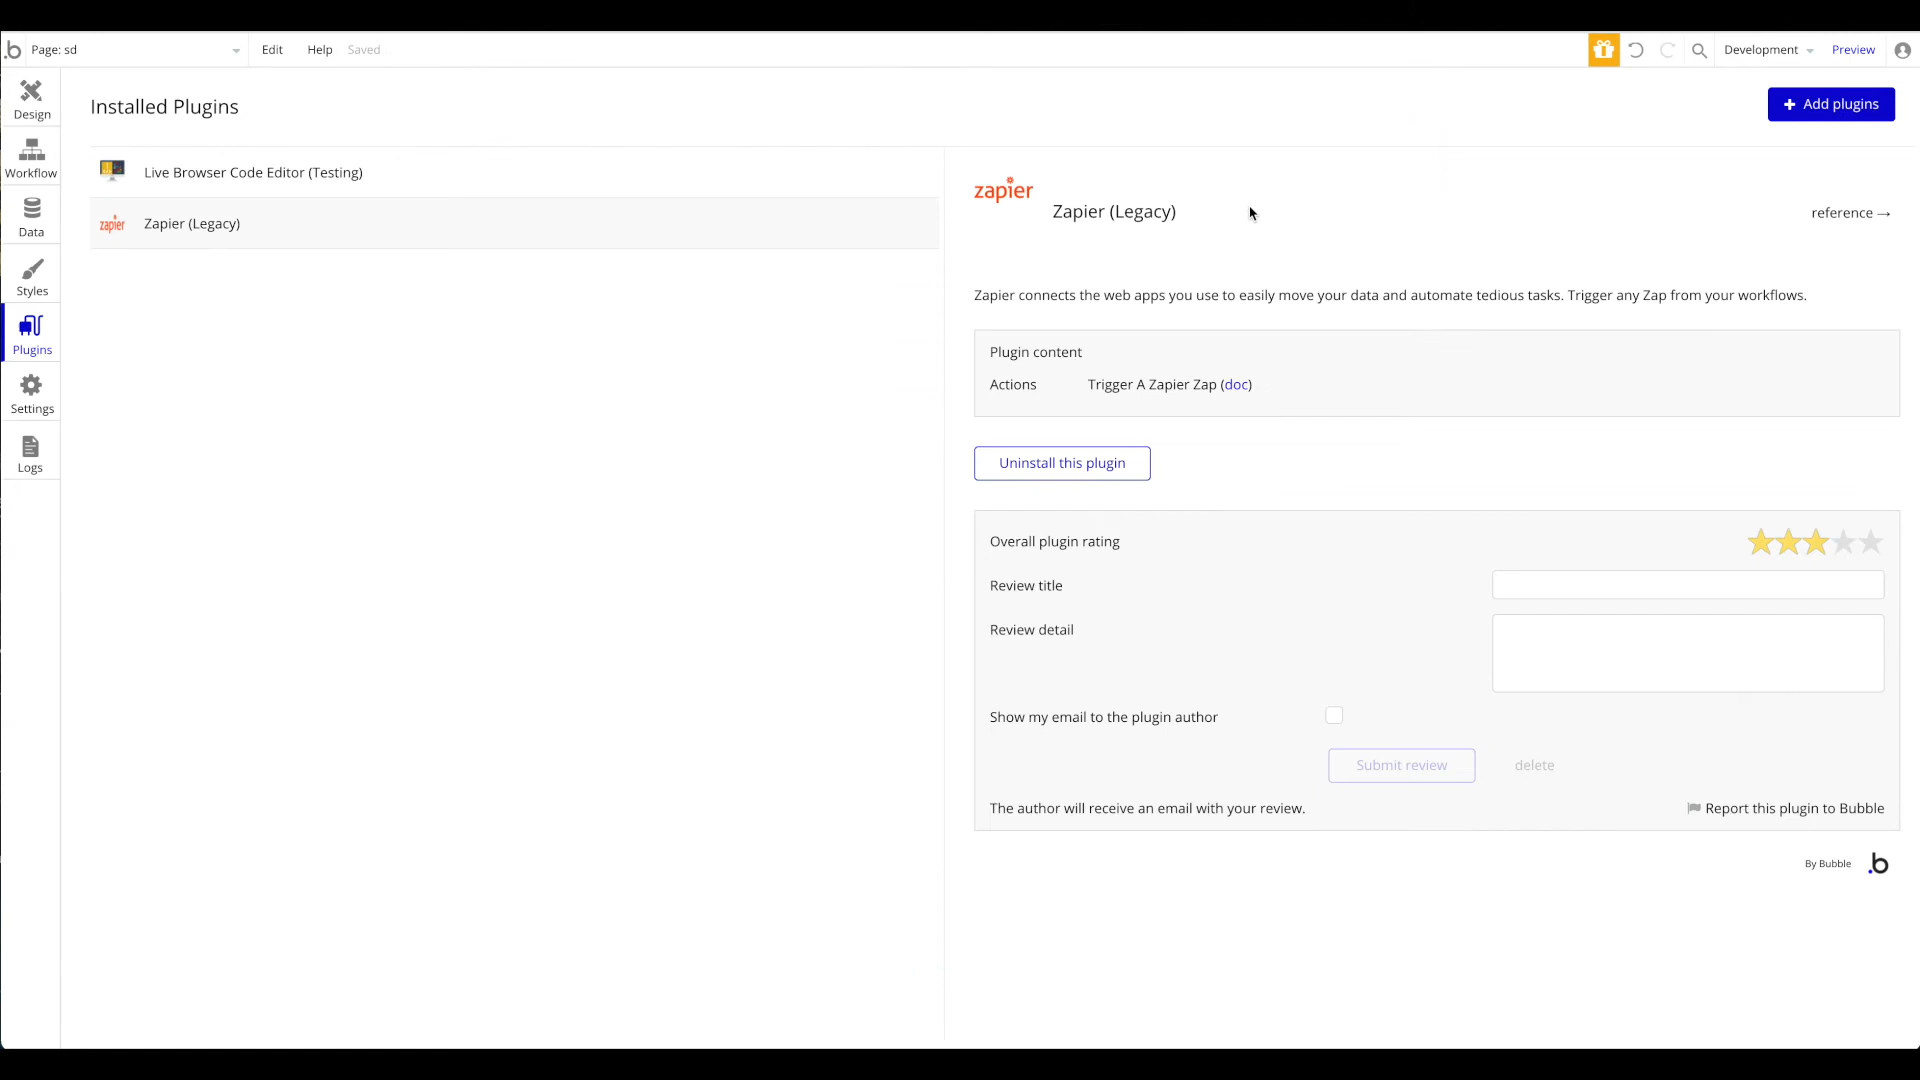 .b Page: sd Edit Help Saved Development Preview
Design
Workflow
Data
Styles
Plugins
Settings
Logs
Installed Plugins
+ Add plugins
Live Browser Code Editor (Testing)
zapier Zapier (Legacy)
zapier
Zapier (Legacy)
reference →
Zapier connects the web apps you use to easily move your data and automate tedious tasks. Trigger any Zap from your workflows.
Plugin content
Actions Trigger A Zapier Zap (doc)
Uninstall this plugin
Overall plugin rating
Review title
Review detail
Show my email to the plugin author
Submit review delete
The author will receive an email with your review. Report this plugin to Bubble
By Bubble .b